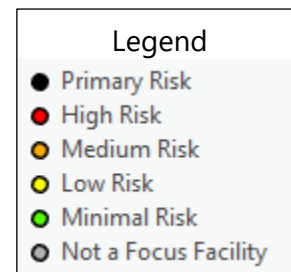 Legend
Primary Risk
High Risk
Medium Risk
Low Risk
Minimal Risk
Not a Focus Facility